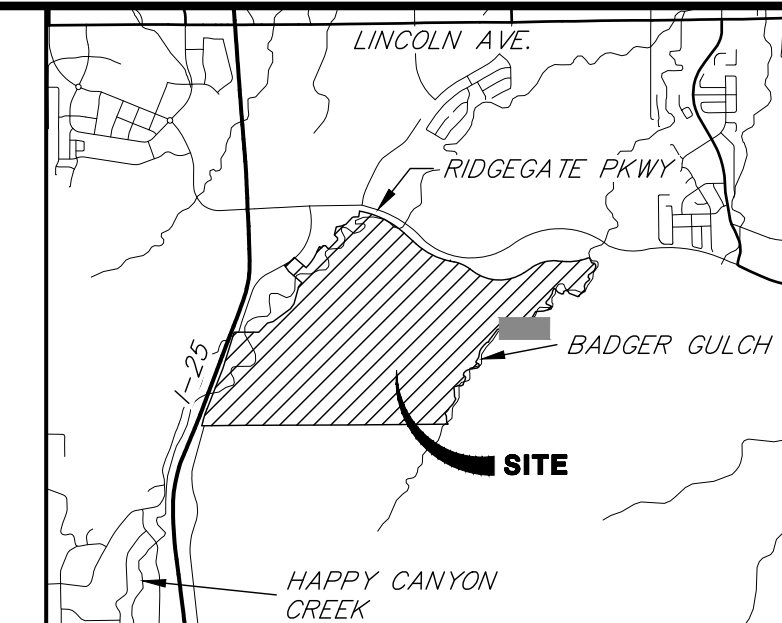 LINCOLN AVE.
RIDGEGATE PKWY
I-25
BADGER GULCH
SITE
HAPPY CANYON
CREEK